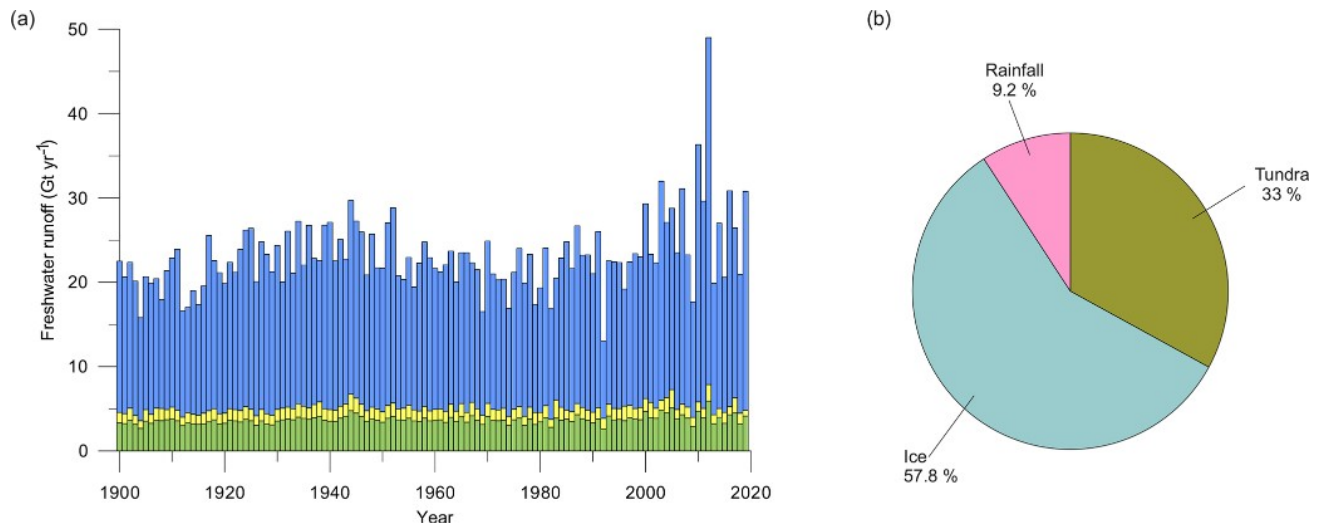 (a)
50
40
30
20
10
0
Freshwater runoff (Gt yr⁻¹)
1900 1920 1940 1960 1980 2000 2020
Year
(b)
Rainfall
9.2 %
Tundra
33 %
Ice
57.8 %